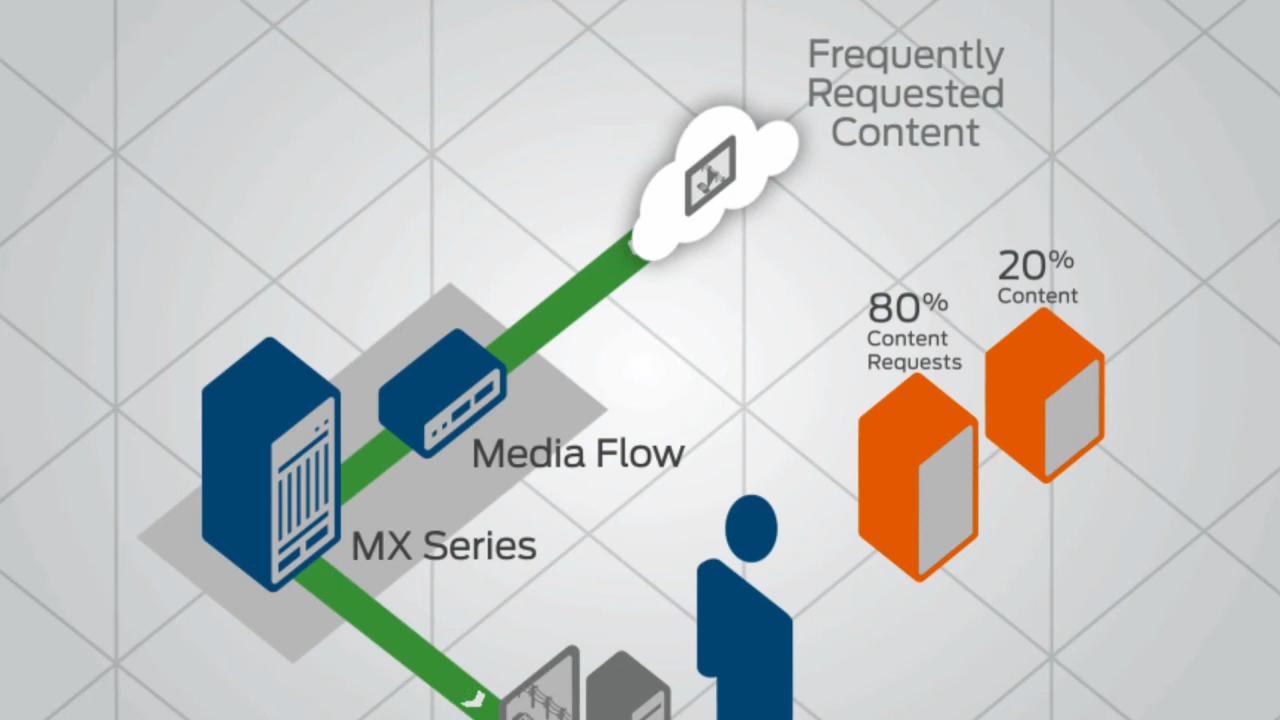 Frequently
Requested
Content
20%
Content
80%
Content
Requests
Media Flow
MX Series